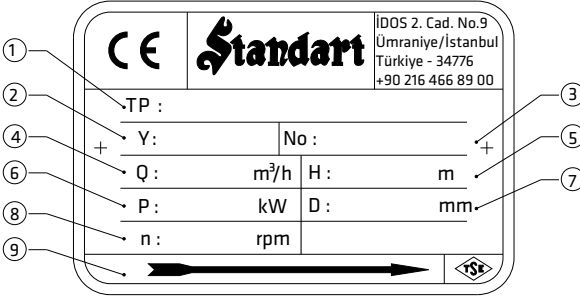 CE
Standart
İDOS 2. Cad. No.9
Ümraniye/İstanbul
Türkiye - 34776
+90 216 466 89 00
1
TP :
2
Y: No :
3
4
Q : m³/h H : m
5
6
P : kW D : mm
7
8
n : rpm
9
TSE